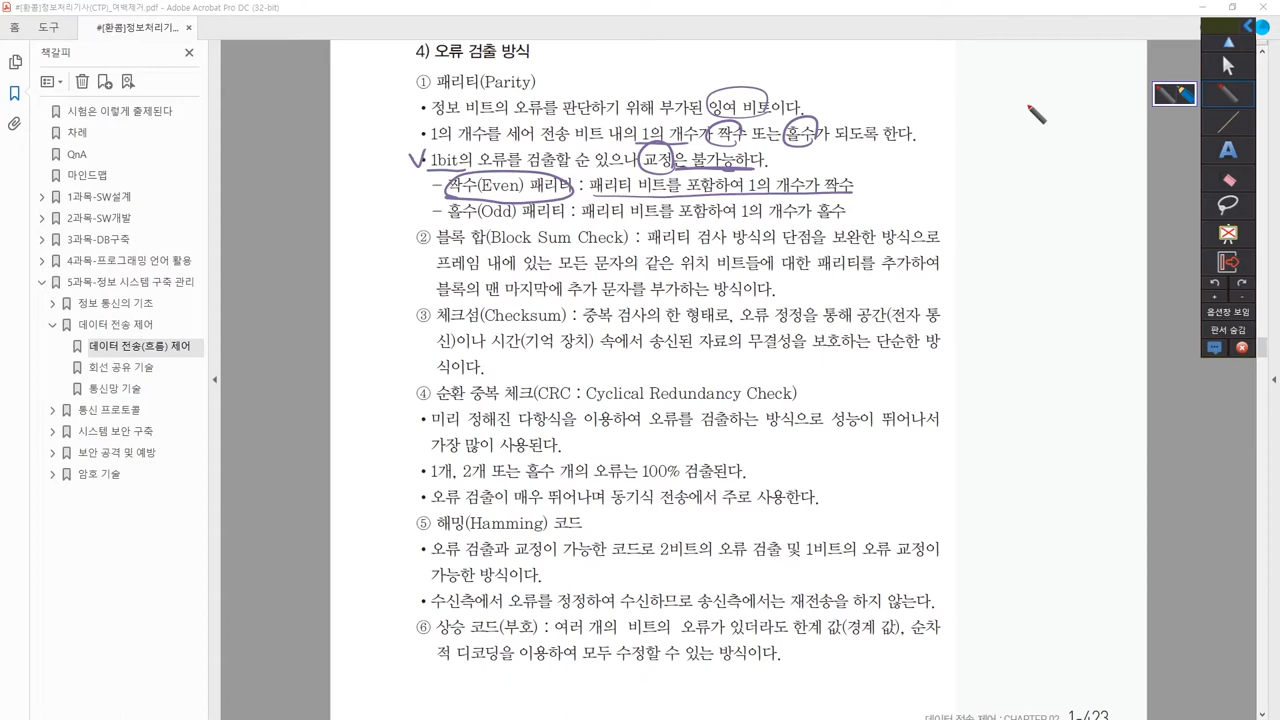 #[환콤]정보처리기사(CTP)_여백제거.pdf - Adobe Acrobat Pro DC (32-bit)
홈 도구 #[환콤]정보처리기... ×
책갈피 ×
시험은 이렇게 출제된다
차례
QnA
마인드맵
1과목-SW설계
2과목-SW개발
3과목-DB구축
4과목-프로그래밍 언어 활용
5과목-정보 시스템 구축 관리
정보 통신의 기초
데이터 전송 제어
데이터 전송(흐름) 제어
회선 공유 기술
통신망 기술
통신 프로토콜
시스템 보안 구축
보안 공격 및 예방
암호 기술
4) 오류 검출 방식
① 패리티(Parity)
• 정보 비트의 오류를 판단하기 위해 부가된 잉여 비트이다.
• 1의 개수를 세어 전송 비트 내의 1의 개수가 짝수 또는 홀수가 되도록 한다.
• 1bit의 오류를 검출할 순 있으나 교정은 불가능하다.
– 짝수(Even) 패리티 : 패리티 비트를 포함하여 1의 개수가 짝수
– 홀수(Odd) 패리티 : 패리티 비트를 포함하여 1의 개수가 홀수
② 블록 합(Block Sum Check) : 패리티 검사 방식의 단점을 보완한 방식으로
프레임 내에 있는 모든 문자의 같은 위치 비트들에 대한 패리티를 추가하여
블록의 맨 마지막에 추가 문자를 부가하는 방식이다.
③ 체크섬(Checksum) : 중복 검사의 한 형태로, 오류 정정을 통해 공간(전자 통
신)이나 시간(기억 장치) 속에서 송신된 자료의 무결성을 보호하는 단순한 방
식이다.
④ 순환 중복 체크(CRC : Cyclical Redundancy Check)
• 미리 정해진 다항식을 이용하여 오류를 검출하는 방식으로 성능이 뛰어나서
가장 많이 사용된다.
• 1개, 2개 또는 홀수 개의 오류는 100% 검출된다.
• 오류 검출이 매우 뛰어나며 동기식 전송에서 주로 사용한다.
⑤ 해밍(Hamming) 코드
• 오류 검출과 교정이 가능한 코드로 2비트의 오류 검출 및 1비트의 오류 교정이
가능한 방식이다.
• 수신측에서 오류를 정정하여 수신하므로 송신측에서는 재전송을 하지 않는다.
⑥ 상승 코드(부호) : 여러 개의 비트의 오류가 있더라도 한계 값(경계 값), 순차
적 디코딩을 이용하여 모두 수정할 수 있는 방식이다.
데이터 전송 제어 : CHAPTER 02 1-423
옵션창 보임
판서 숨김